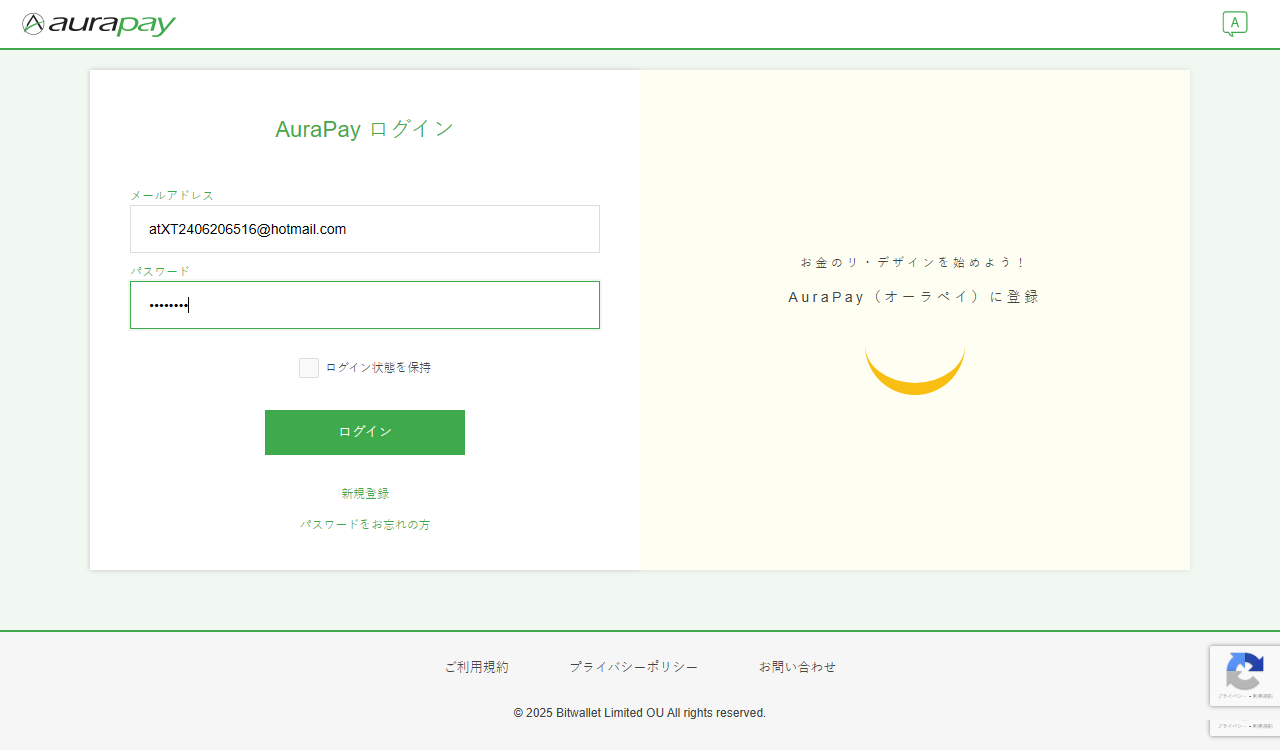 aurapay
A
AuraPay ログイン
メールアドレス
atXT2406206516@hotmail.com
パスワード
••••••••
ログイン状態を保持
ログイン
新規登録
パスワードをお忘れの方
お金のリ・デザインを始めよう！
AuraPay（オーラペイ）に登録
ご利用規約
プライバシーポリシー
お問い合わせ
© 2025 Bitwallet Limited OU All rights reserved.
プライバシー - 利用規約
プライバシー - 利用規約